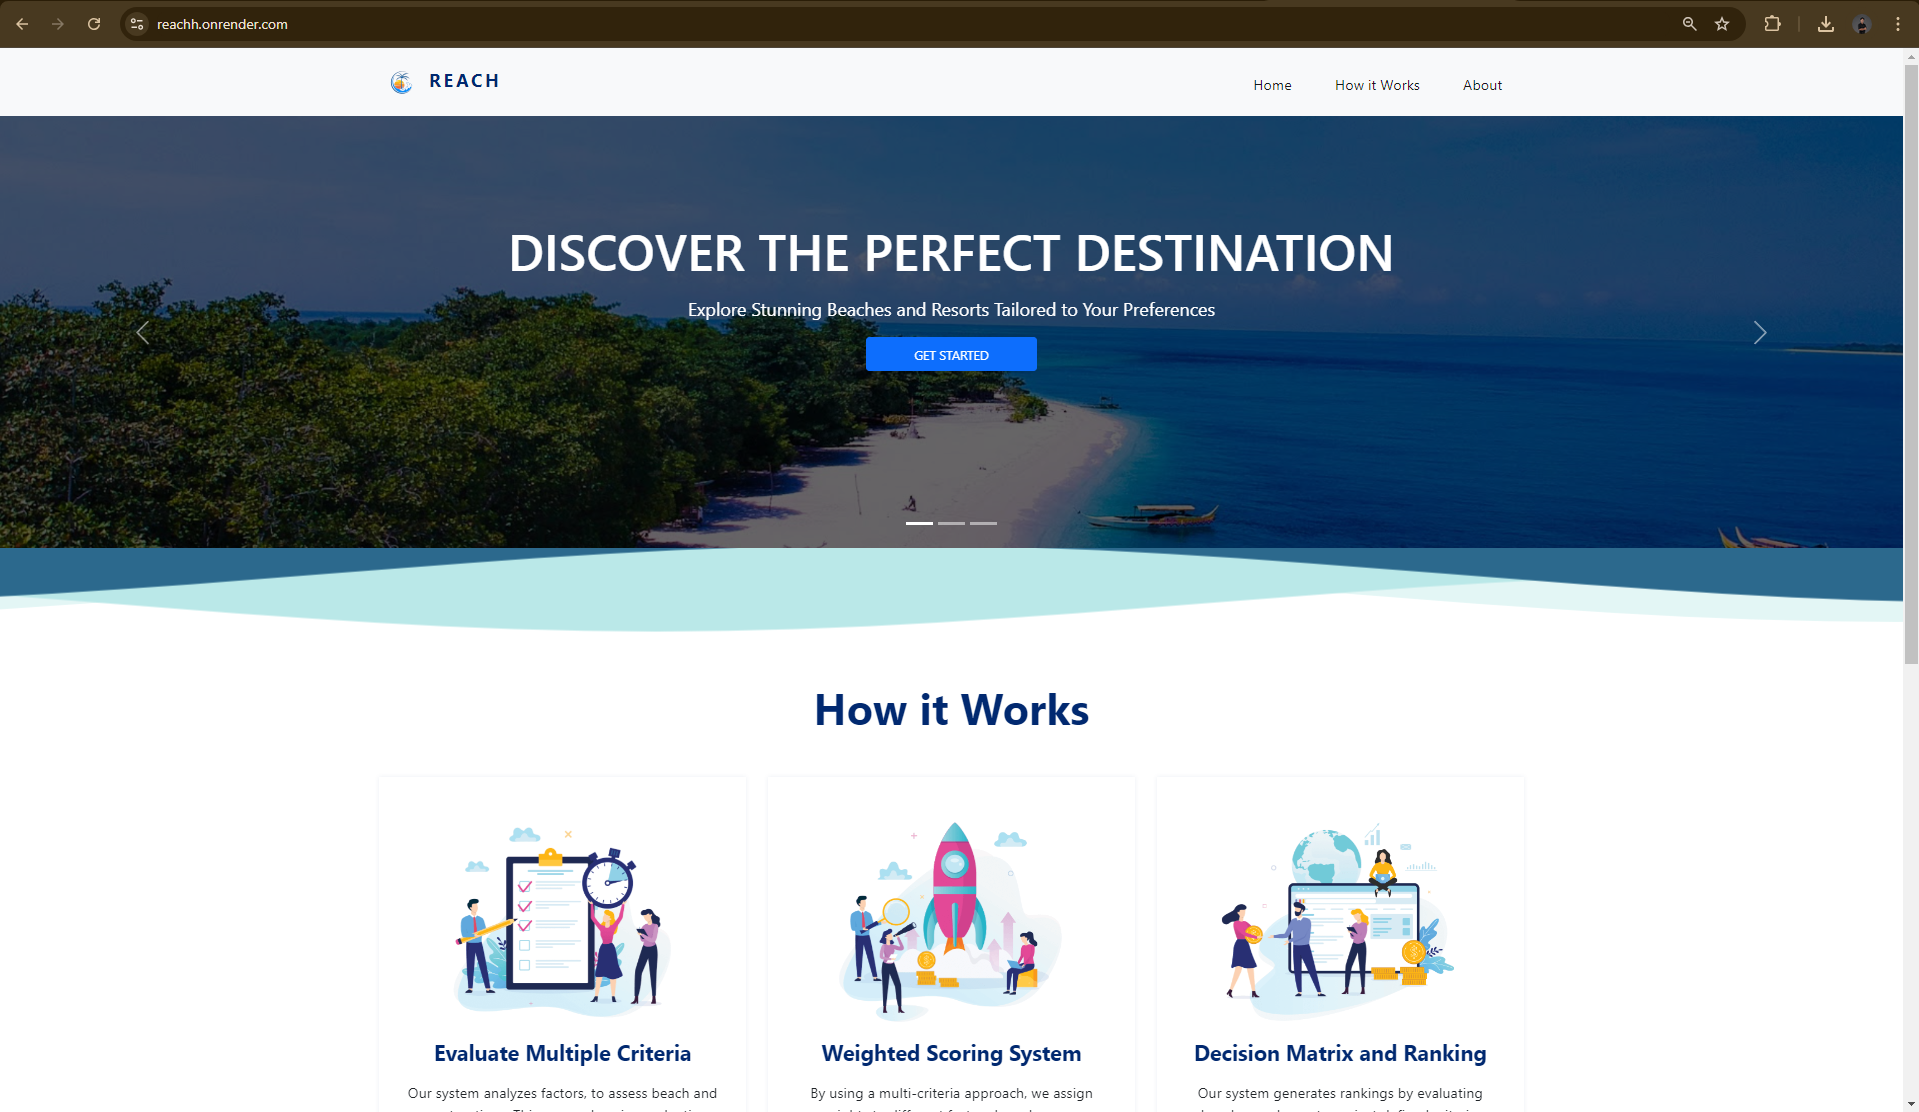 reachh.onrender.com
REACH
Home
How it Works
About
DISCOVER THE PERFECT DESTINATION
Explore Stunning Beaches and Resorts Tailored to Your Preferences
GET STARTED
How it Works
Evaluate Multiple Criteria
Our system analyzes factors, to assess beach and
Weighted Scoring System
By using a multi-criteria approach, we assign
Decision Matrix and Ranking
Our system generates rankings by evaluating